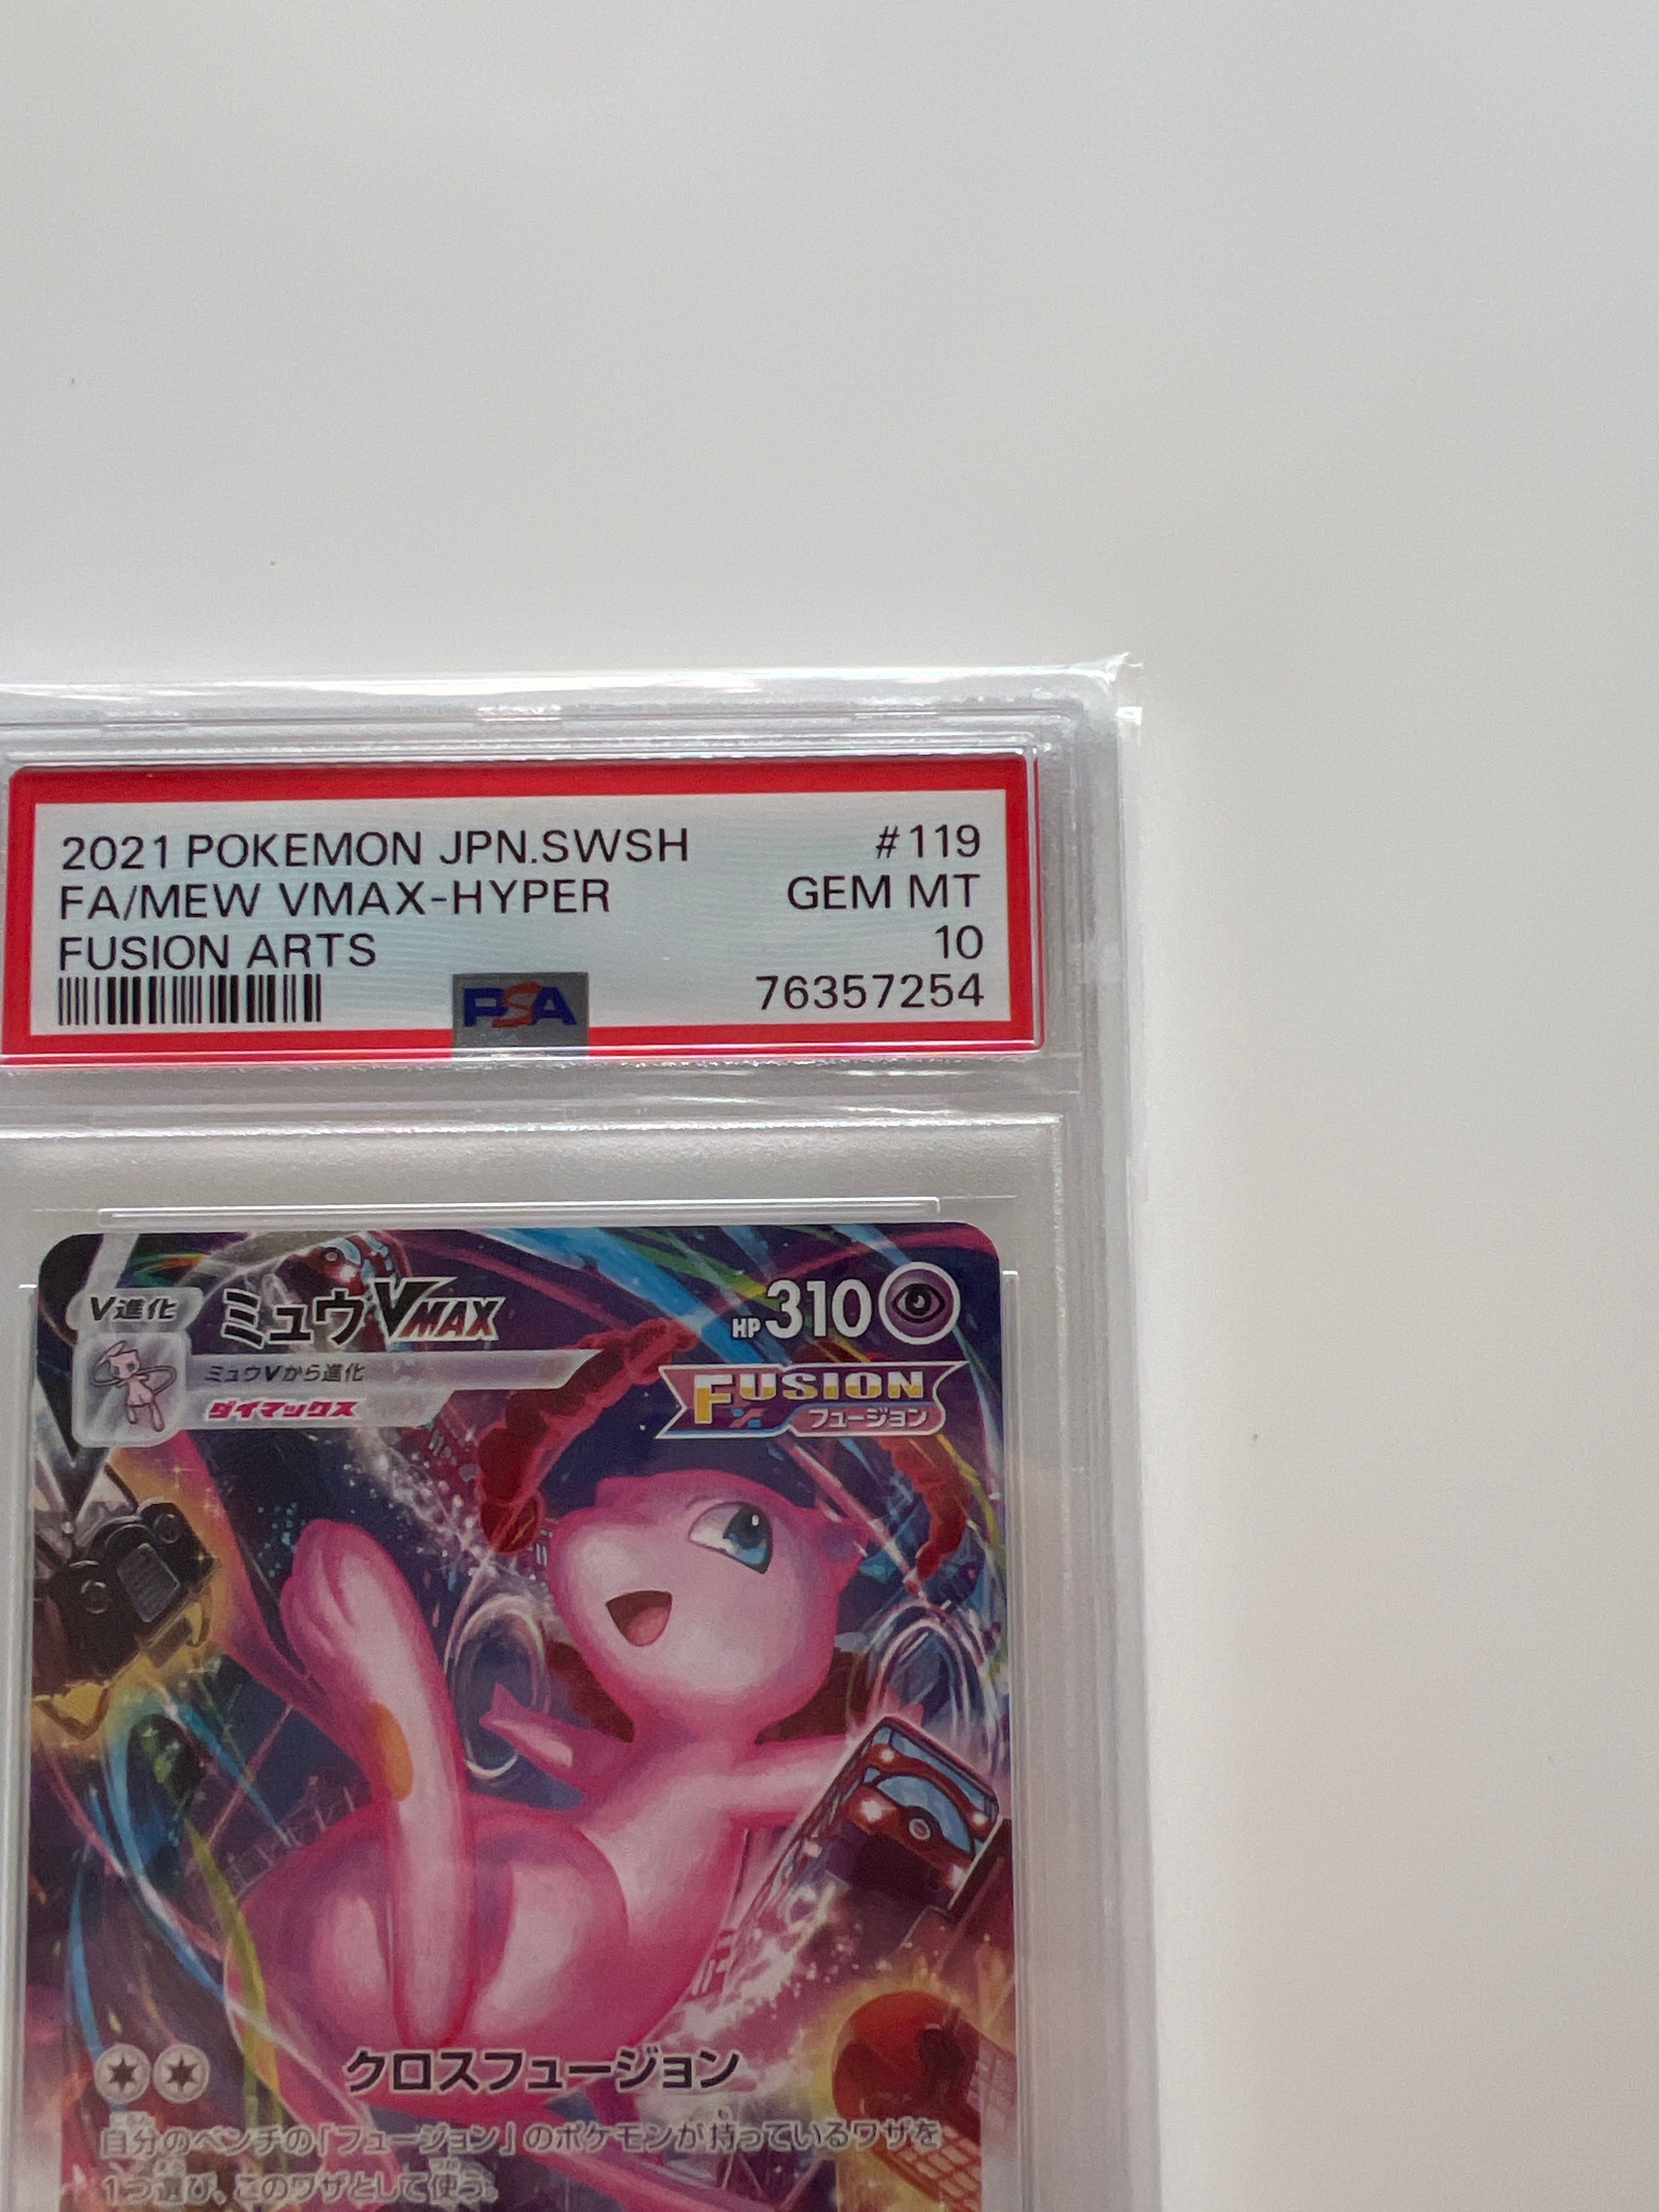 2021 POKEMON JPN.SWSH #119
FA/MEW VMAX-HYPER GEM MT
FUSION ARTS 10
PSA 76357254
V進化 ミュウVMAX HP310
ミュウVから進化
ダイマックス
FUSION
フュージョン
クロスフュージョン
自分のベンチの「フュージョン」のポケモンが持っているワザを
1つ選び、このワザとして使う。